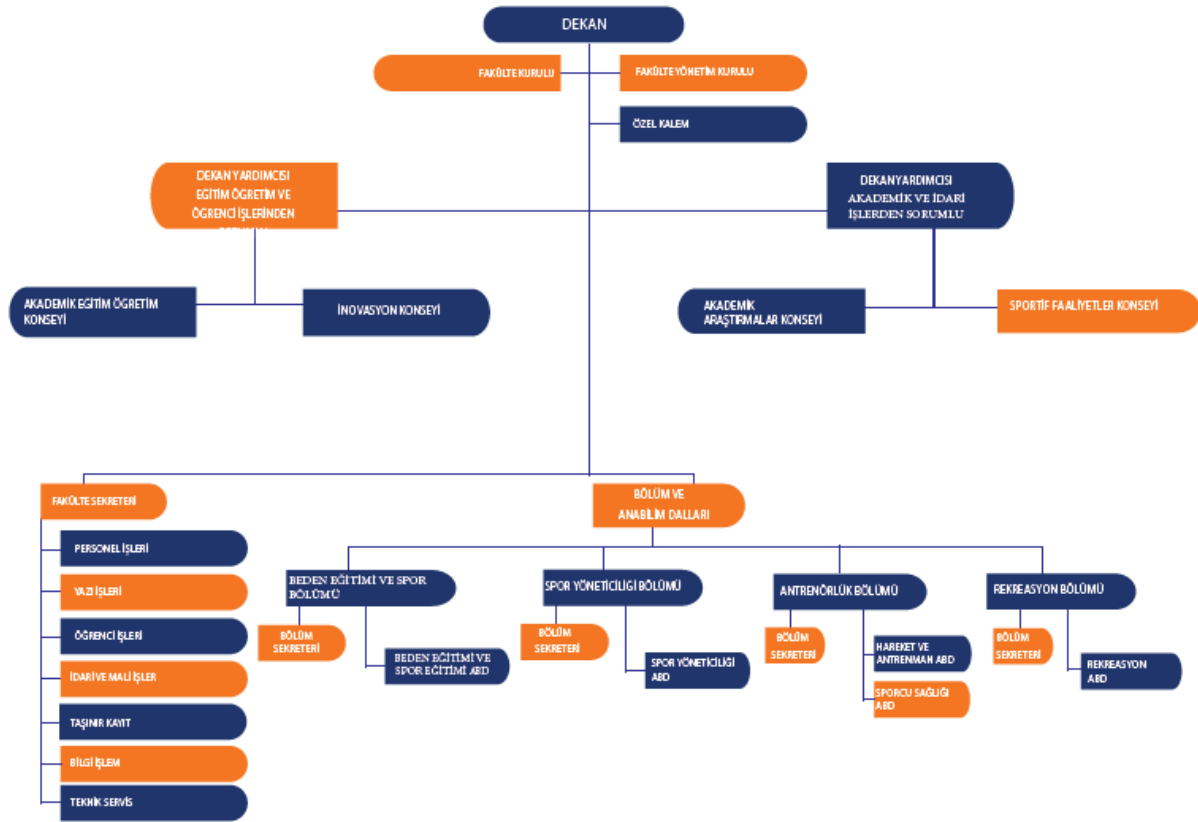 DEKAN
FAKÜLTE KURULU
FAKÜLTE YÖNETİM KURULU
ÖZEL KALEM
DEKAN YARDIMCISI
EĞİTİM ÖĞRETİM VE
ÖĞRENCİ İŞLERİNDEN
DEKAN YARDIMCISI
AKADEMİK VE İDARİ
İŞLERDEN SORUMLU
AKADEMİK EĞİTİM ÖĞRETİM
KONSEYİ
İNOVASYON KONSEYİ
AKADEMİK
ARAŞTIRMALAR KONSEYİ
SPORTİF FAALİYETLER KONSEYİ
FAKÜLTE SEKRETERİ
PERSONEL İŞLERİ
YAZI İŞLERİ
ÖĞRENCİ İŞLERİ
İDARİ VE MALİ İŞLER
TAŞINIR KAYIT
BİLGİ İŞLEM
TEKNİK SERVİS
BÖLÜM VE
ANABİLİM DALLARI
BEDEN EĞİTİMİ VE SPOR
BÖLÜMÜ
BÖLÜM
SEKRETERİ
BEDEN EĞİTİMİ VE
SPOR EĞİTİMİ ABD
SPOR YÖNETİCİLİĞİ BÖLÜMÜ
BÖLÜM
SEKRETERİ
SPOR YÖNETİCİLİĞİ
ABD
ANTRENÖRLÜK BÖLÜMÜ
BÖLÜM
SEKRETERİ
HAREKET VE
ANTRENMAN ABD
SPORCU SAĞLIĞI
ABD
REKREASYON BÖLÜMÜ
BÖLÜM
SEKRETERİ
REKREASYON
ABD